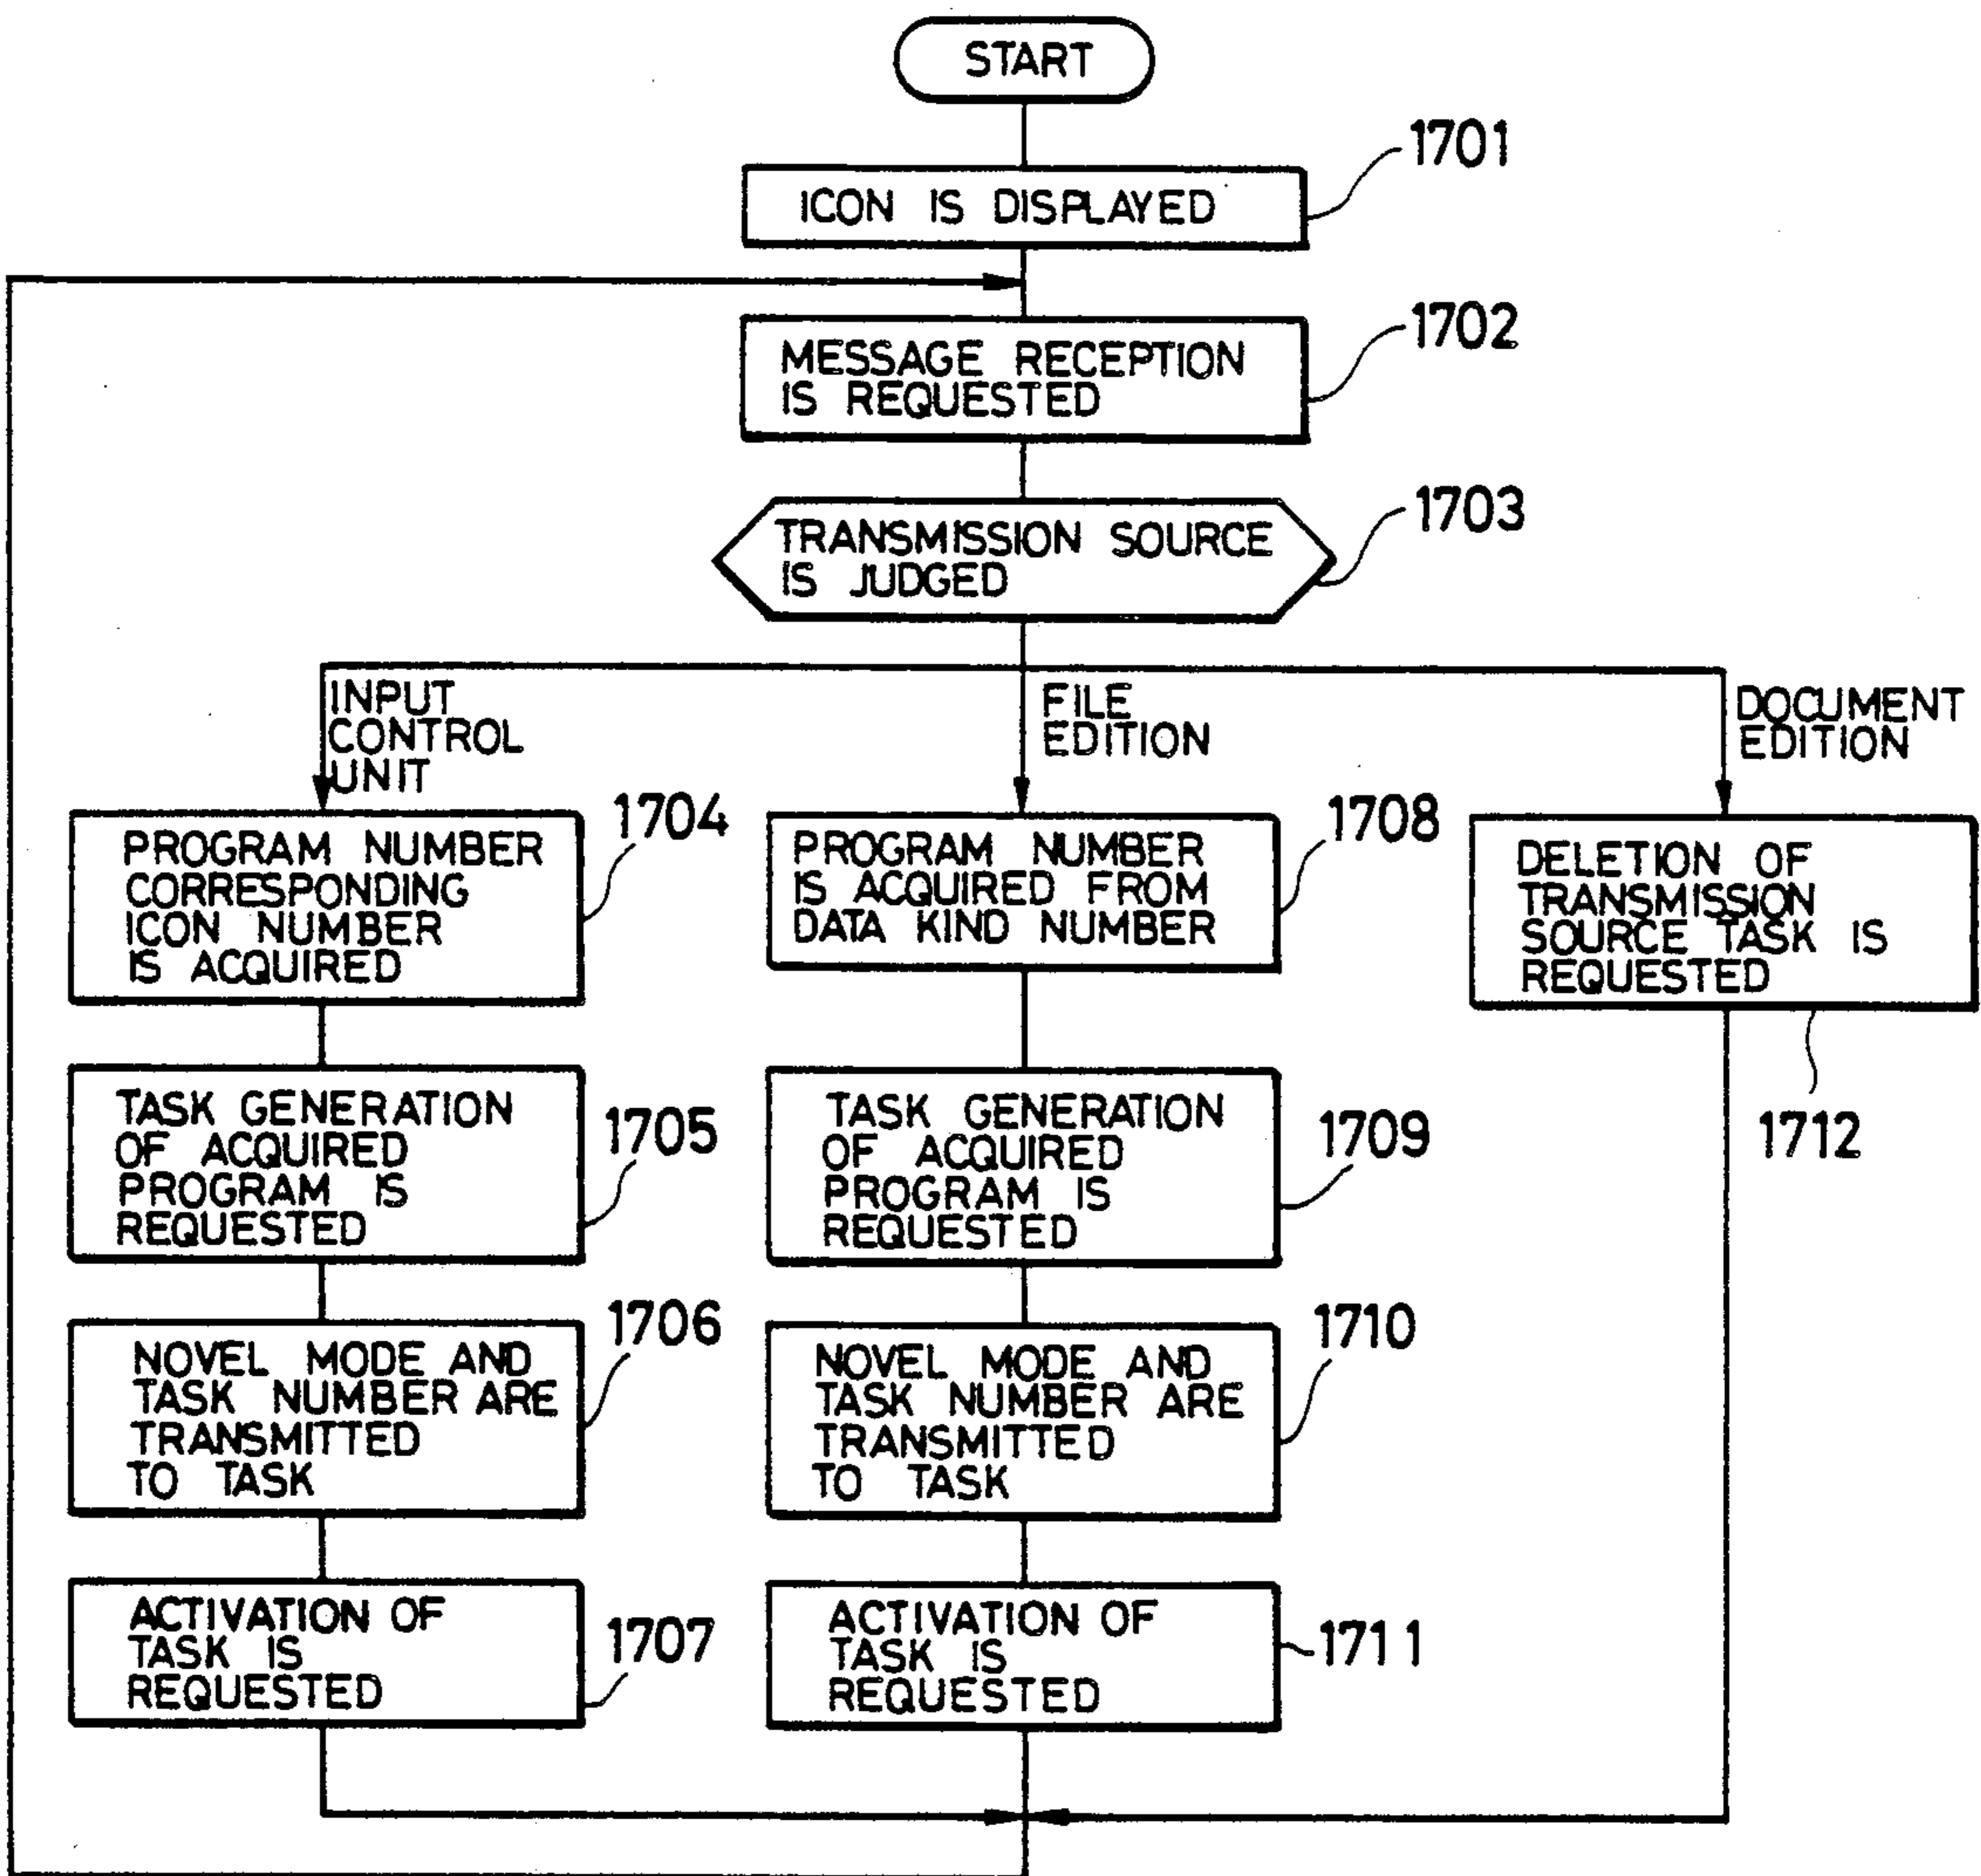 START
1701
ICON IS DISPLAYED
1702
MESSAGE RECEPTION
IS REQUESTED
1703
TRANSMISSION SOURCE
IS JUDGED
INPUT
CONTROL
UNIT
FILE
EDITION
DOCUMENT
EDITION
1704
PROGRAM NUMBER
CORRESPONDING
ICON NUMBER
IS ACQUIRED
1708
PROGRAM NUMBER
IS ACQUIRED FROM
DATA KIND NUMBER
DELETION OF
TRANSMISSION
SOURCE TASK IS
REQUESTED
1712
TASK GENERATION
OF ACQUIRED
PROGRAM IS
REQUESTED
1705
TASK GENERATION
OF ACQUIRED
PROGRAM IS
REQUESTED
1709
NOVEL MODE AND
TASK NUMBER ARE
TRANSMITTED
TO TASK
1706
NOVEL MODE AND
TASK NUMBER ARE
TRANSMITTED
TO TASK
1710
ACTIVATION OF
TASK IS
REQUESTED
1707
ACTIVATION OF
TASK IS
REQUESTED
1711